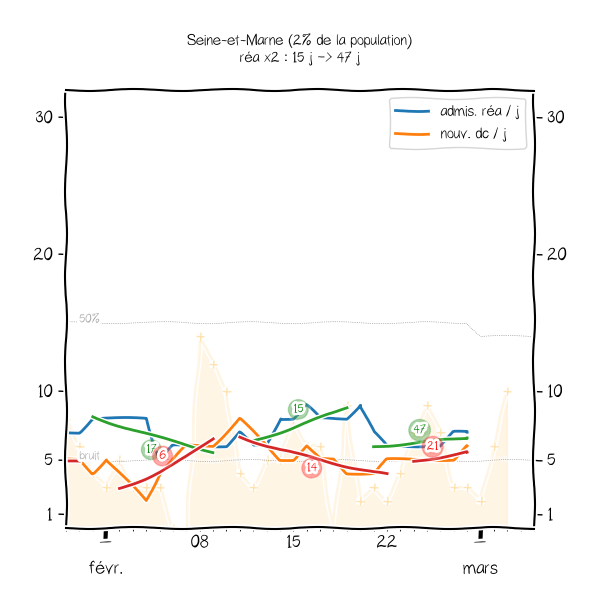 Seine-et-Marne (2% de la population)
réa x2 : 15 j -> 47 j
admis. réa / j
nouv. dc / j
30
30
20
20
50%
10
10
15
47
17
6
21
14
bruit
5
5
1
1
08
15
22
févr.
mars